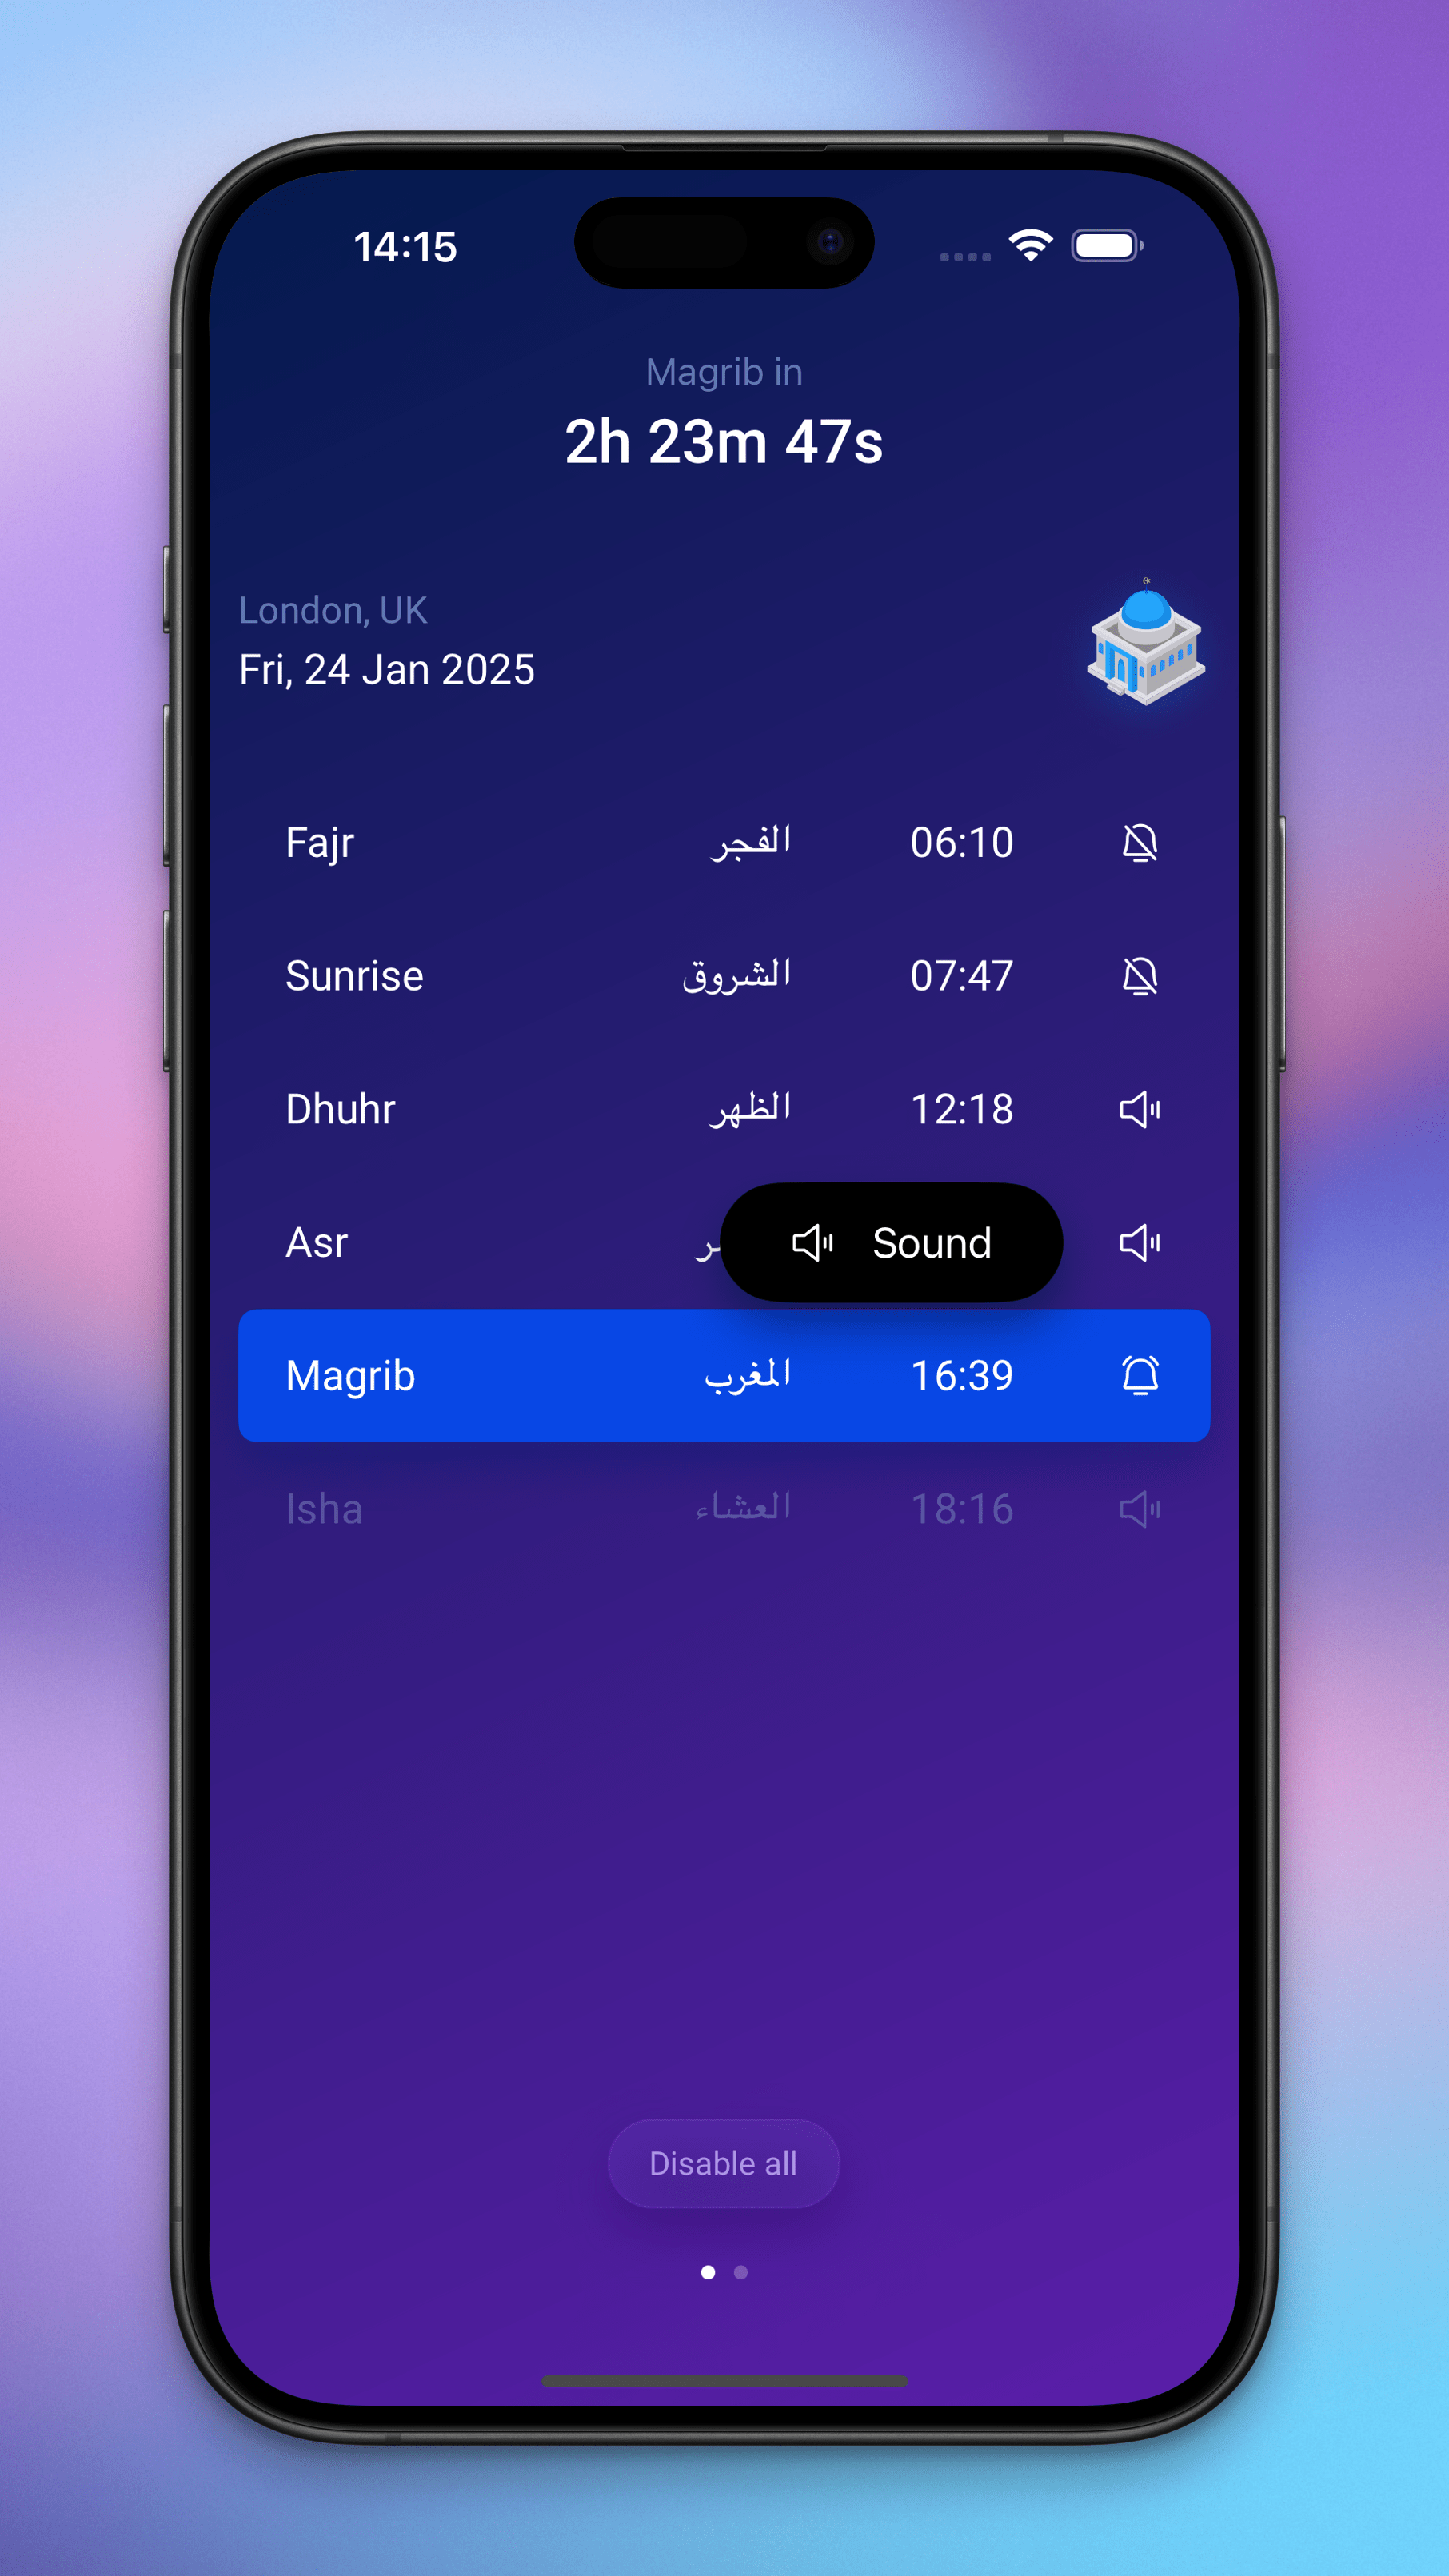 14:15
Magrib in
2h 23m 47s
London, UK
Fri, 24 Jan 2025
Fajr الفجر 06:10
Sunrise الشروق 07:47
Dhuhr الظهر 12:18
Asr Sound
Magrib المغرب 16:39
Isha العشاء 18:16
Disable all